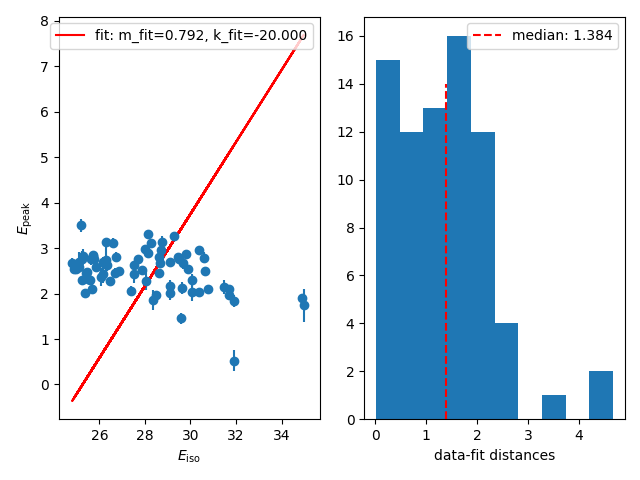 fit: m_fit=0.792, k_fit=-20.000
8
7
6
5
4
3
2
1
0
E_peak
26 28 30 32 34
E_iso
median: 1.384
16
14
12
10
8
6
4
2
0
0 1 2 3 4
data-fit distances